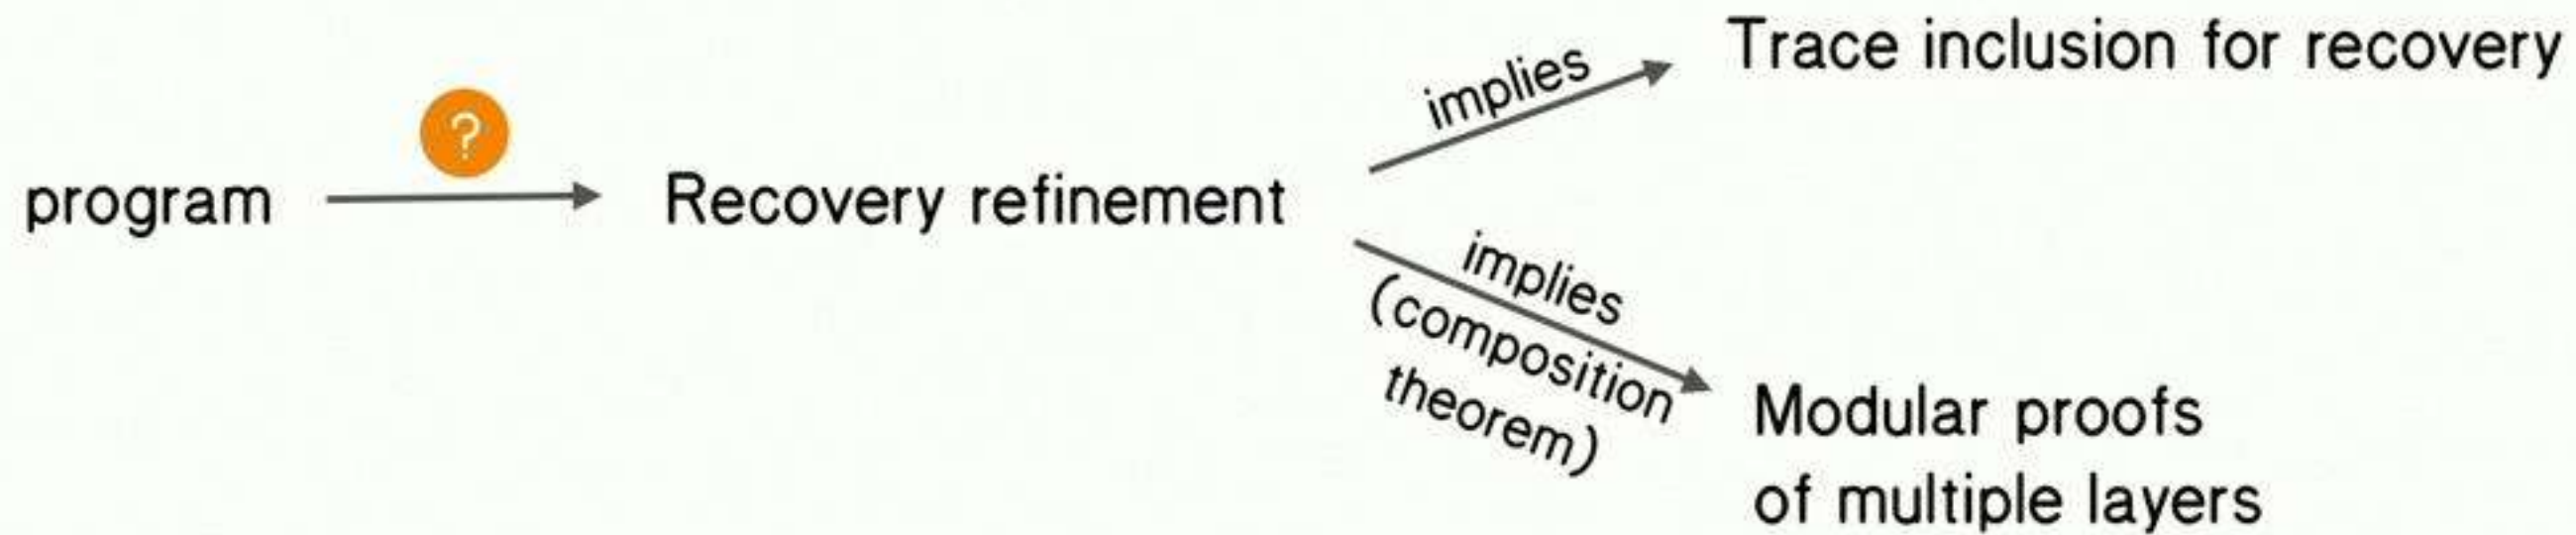 Trace inclusion for recovery
implies
?
program
Recovery refinement
implies
(composition
theorem)
Modular proofs
of multiple layers